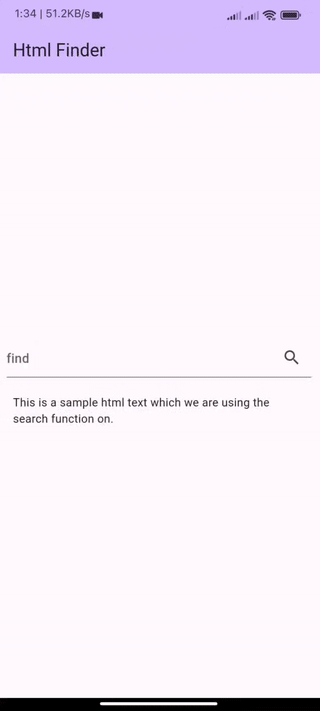 1:34 | 51.2KB/s
Html Finder
find
This is a sample html text which we are using the
search function on.